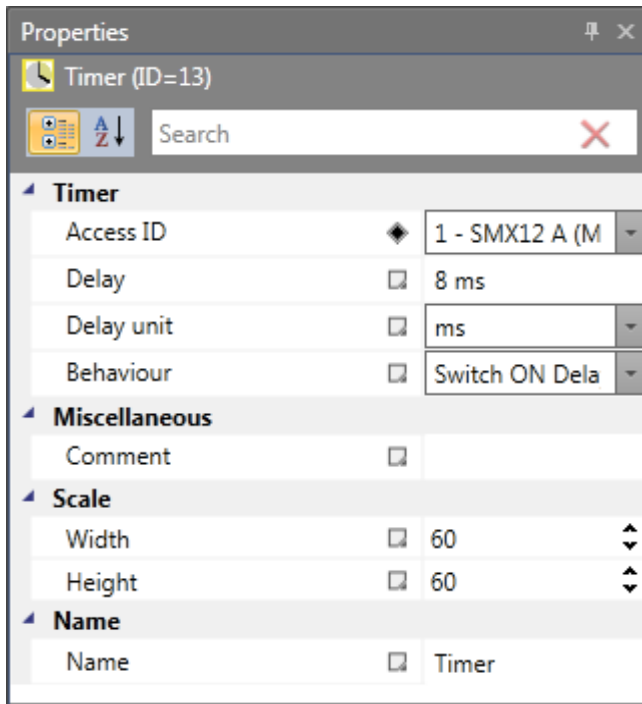 Properties
Timer (ID=13)
A Z Search
Timer
Access ID 1 - SMX12 A (M
Delay 8 ms
Delay unit ms
Behaviour Switch ON Dela
Miscellaneous
Comment
Scale
Width 60
Height 60
Name
Name Timer